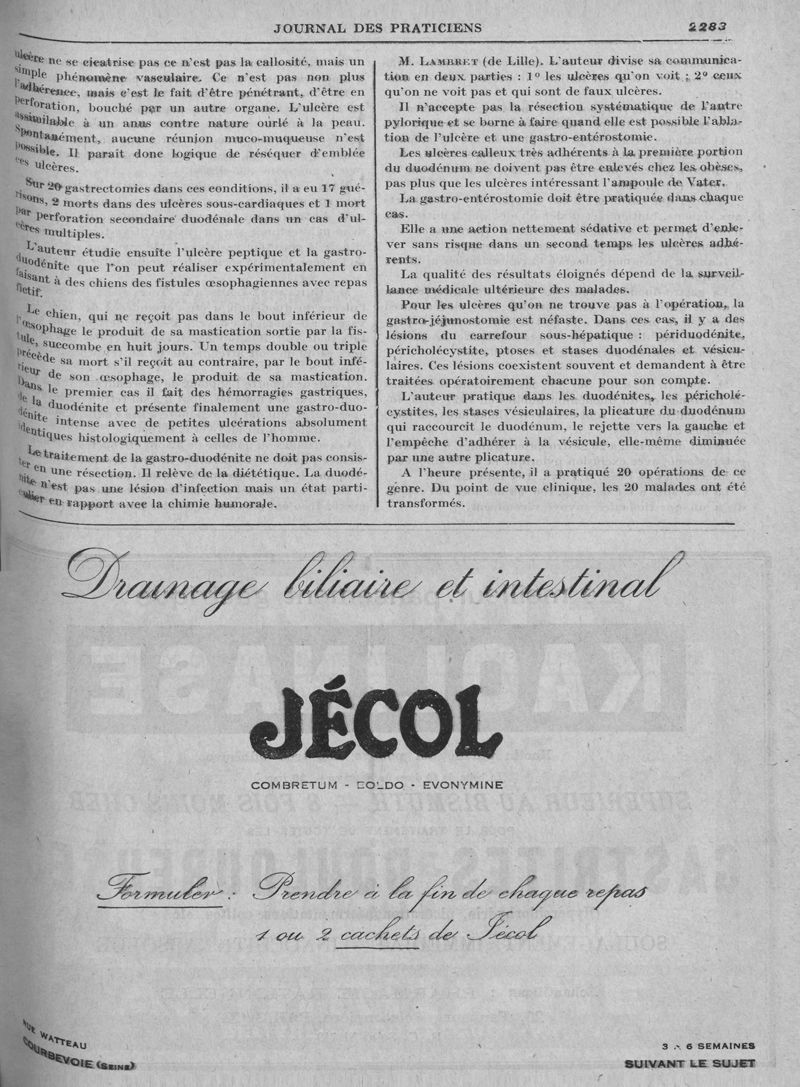 JOURNAL DES PRATICIENS
2283
ulcère ne se cicatrise pas ce n'est pas la callosité, mais un
simple phénomène vasculaire. Ce n'est pas non plus
l'adhérence, mais c'est le fait d'être pénétrant, d'être en
perforation, bouché par un autre organe. L'ulcère est
assimilable à un anus contre nature ourlé à la peau.
Spontanément, aucune réunion muco-muqueuse n'est
possible. Il paraît donc logique de réséquer d'emblée
ces ulcères.
Sur 20 gastrectomies dans ces conditions, il a eu 17 gué-
risons, 2 morts dans des ulcères sous-cardiaques et 1 mort
par perforation secondaire duodénale dans un cas d'ul-
cères multiples.
L'auteur étudie ensuite l'ulcère peptique et la gastro-
duodénite que l'on peut réaliser expérimentalement en
faisant à des chiens des fistules œsophagiennes avec repas
fictif.
Le chien, qui ne reçoit pas dans le bout inférieur de
l'œsophage le produit de sa mastication sortie par la fis-
tule, succombe en huit jours. Un temps double ou triple
précède sa mort s'il reçoit au contraire, par le bout infé-
rieur de son œsophage, le produit de sa mastication.
Dans le premier cas il fait des hémorragies gastriques,
de la duodénite et présente finalement une gastro-duo-
dénite intense avec de petites ulcérations absolument
identiques histologiquement à celles de l'homme.
Le traitement de la gastro-duodénite ne doit pas consis-
ter en une résection. Il relève de la diététique. La duodé-
nite n'est pas une lésion d'infection mais un état parti-
culier en rapport avec la chimie humorale.
M. LAMBRET (de Lille). L'auteur divise sa communica-
tion en deux parties : 1° les ulcères qu'on voit ; 2° ceux
qu'on ne voit pas et qui sont de faux ulcères.
Il n'accepte pas la résection systématique de l'antre
pylorique et se borne à faire quand elle est possible l'abla-
tion de l'ulcère et une gastro-entérostomie.
Les ulcères calleux très adhérents à la première portion
du duodénum ne doivent pas être enlevés chez les obèses,
pas plus que les ulcères intéressant l'ampoule de Vater.
La gastro-entérostomie doit être pratiquée dans chaque
cas.
Elle a une action nettement sédative et permet d'enle-
ver sans risque dans un second temps les ulcères adhé-
rents.
La qualité des résultats éloignés dépend de la surveil-
lance médicale ultérieure des malades.
Pour les ulcères qu'on ne trouve pas à l'opération, la
gastro-jéjunostomie est néfaste. Dans ces cas, il y a des
lésions du carrefour sous-hépatique : périduodénite,
péricholécystite, ptoses et stases duodénales et vésicu-
laires. Ces lésions coexistent souvent et demandent à être
traitées opératoirement chacune pour son compte.
L'auteur pratique dans les duodénites, les péricholé-
cystites, les stases vésiculaires, la plicature du duodénum
qui raccourcit le duodénum, le rejette vers la gauche et
l'empêche d'adhérer à la vésicule, elle-même diminuée
par une autre plicature.
A l'heure présente, il a pratiqué 20 opérations de ce
genre. Du point de vue clinique, les 20 malades ont été
transformés.
Drainage biliaire et intestinal
JÉCOL
COMBRETUM - BOLDO - EVONYMINE
Formuler : Prendre à la fin de chaque repas
1 ou 2 cachets de Jécol
RUE WATTEAU
COURBEVOIE (SEINE)
3 À 6 SEMAINES
SUIVANT LE SUJET